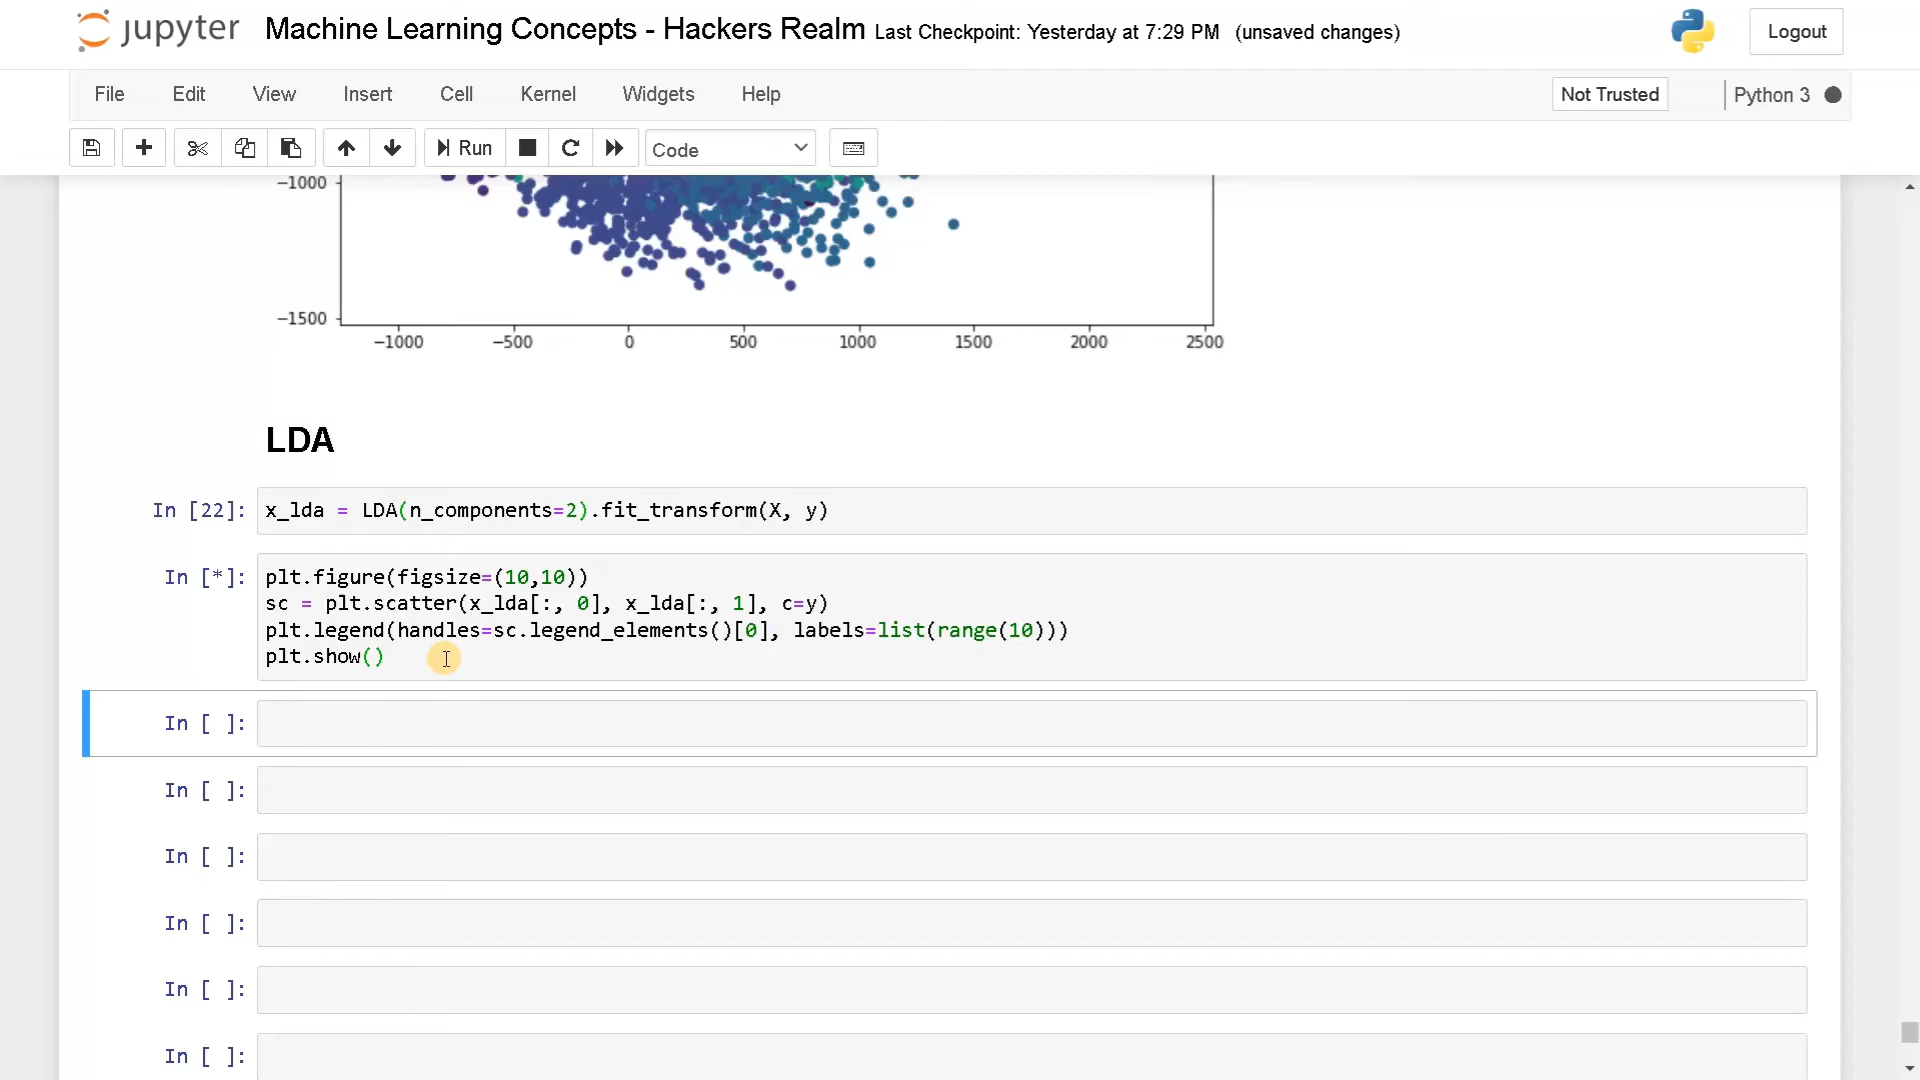 jupyter Machine Learning Concepts - Hackers Realm Last Checkpoint: Yesterday at 7:29 PM (unsaved changes) Logout
File Edit View Insert Cell Kernel Widgets Help Not Trusted Python 3
Run Code
−1000
−1500
−1000 −500 0 500 1000 1500 2000 2500
LDA
In [22]: x_lda = LDA(n_components=2).fit_transform(X, y)
In [*]: plt.figure(figsize=(10,10))
sc = plt.scatter(x_lda[:, 0], x_lda[:, 1], c=y)
plt.legend(handles=sc.legend_elements()[0], labels=list(range(10)))
plt.show()
In [ ]:
In [ ]:
In [ ]:
In [ ]:
In [ ]:
In [ ]: